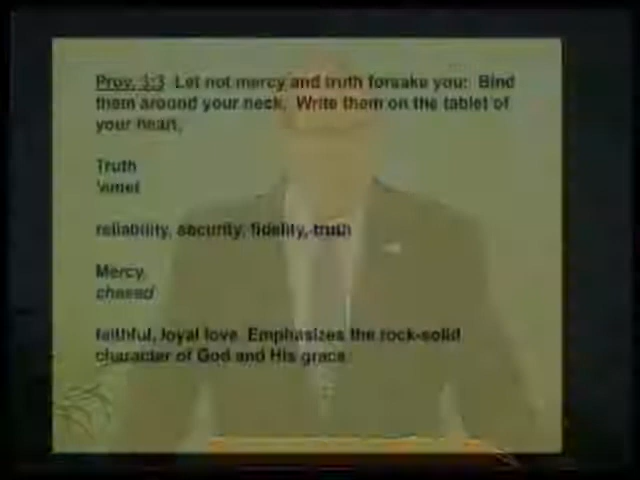 Prov. 3:3 Let not mercy and truth forsake you: Bind
them around your neck, Write them on the tablet of
your heart,
Truth
'emet
reliability, security, fidelity, truth
Mercy
chesed
faithful, loyal love. Emphasizes the rock-solid
character of God and His grace